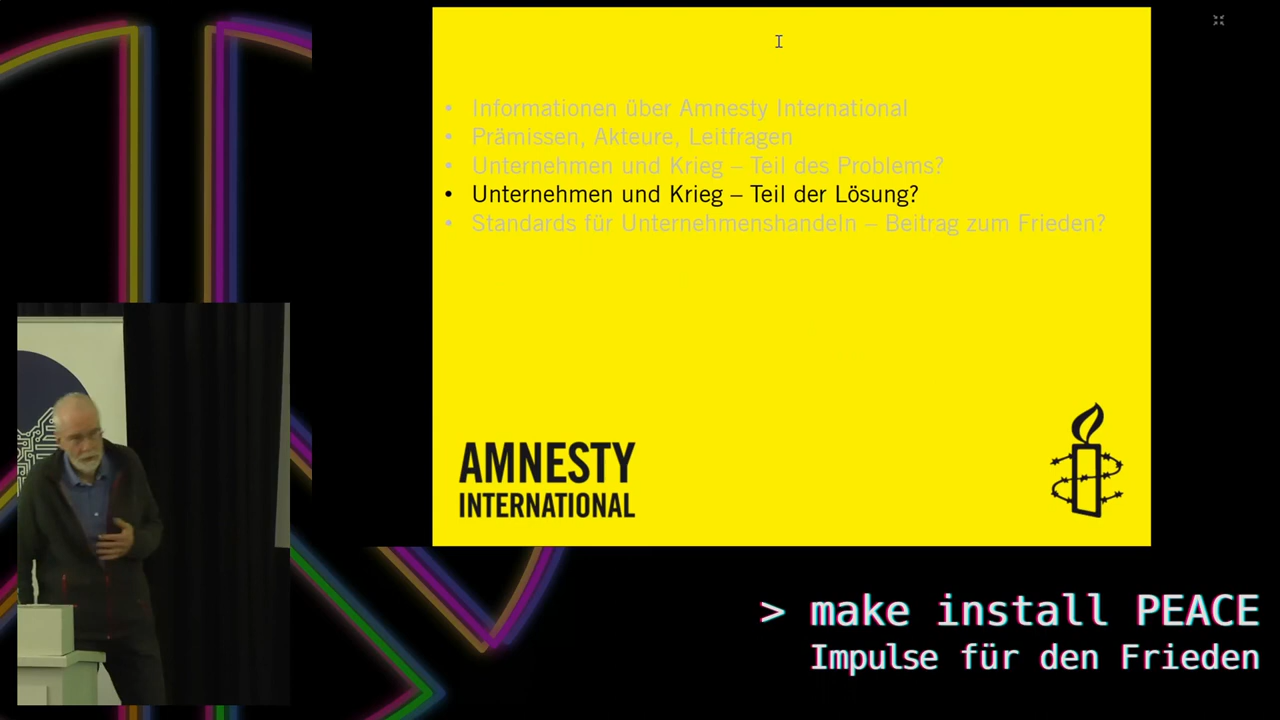 • Informationen über Amnesty International
• Prämissen, Akteure, Leitfragen
• Unternehmen und Krieg – Teil des Problems?
• Unternehmen und Krieg – Teil der Lösung?
• Standards für Unternehmenshandeln – Beitrag zum Frieden?
AMNESTY
INTERNATIONAL
> make install PEACE
Impulse für den Frieden